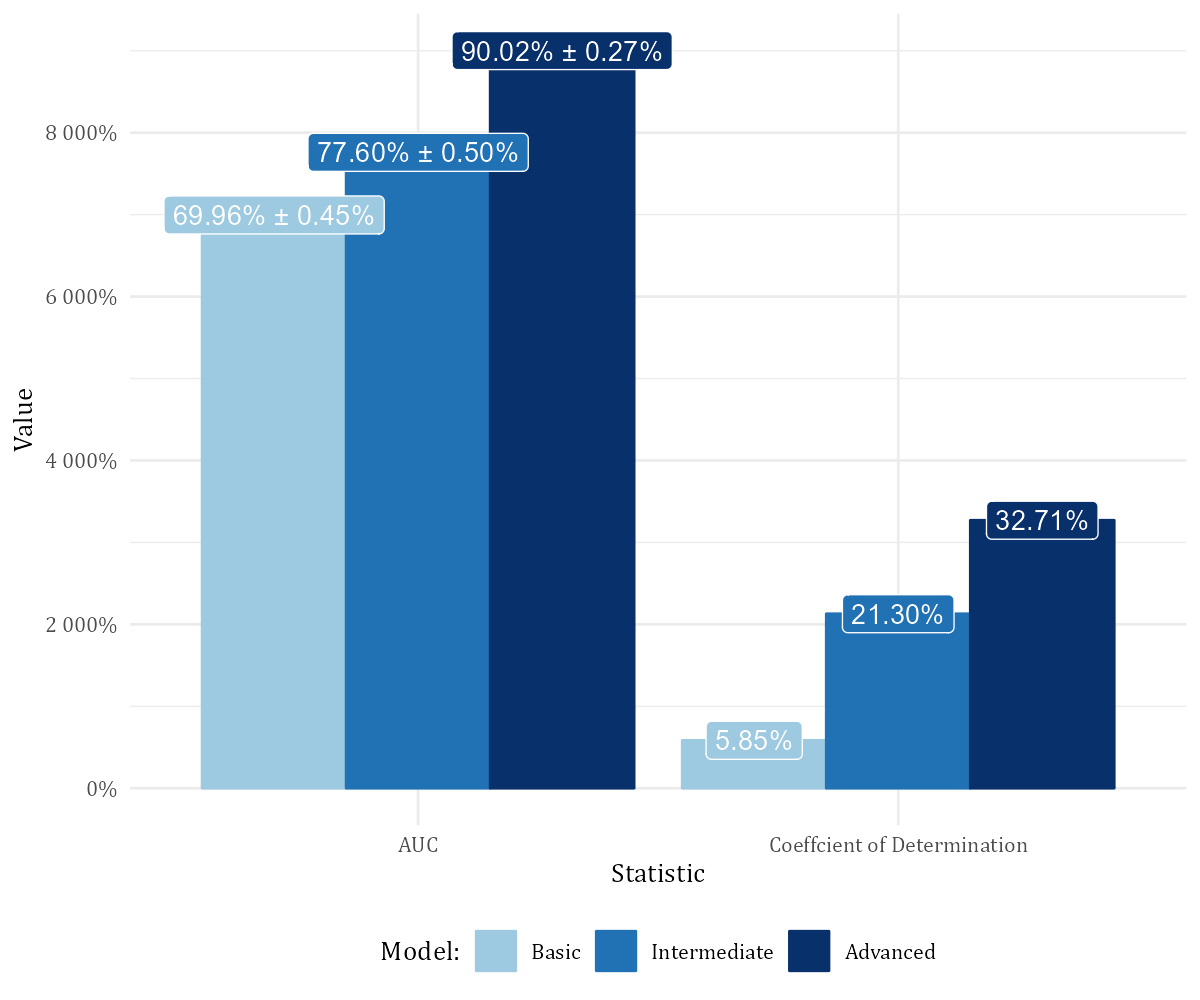 90.02% ± 0.27%
8 000%
77.60% ± 0.50%
69.96% ± 0.45%
6 000%
Value
4 000%
32.71%
2 000%
21.30%
5.85%
0%
AUC
Coeffcient of Determination
Statistic
Model: Basic Intermediate Advanced